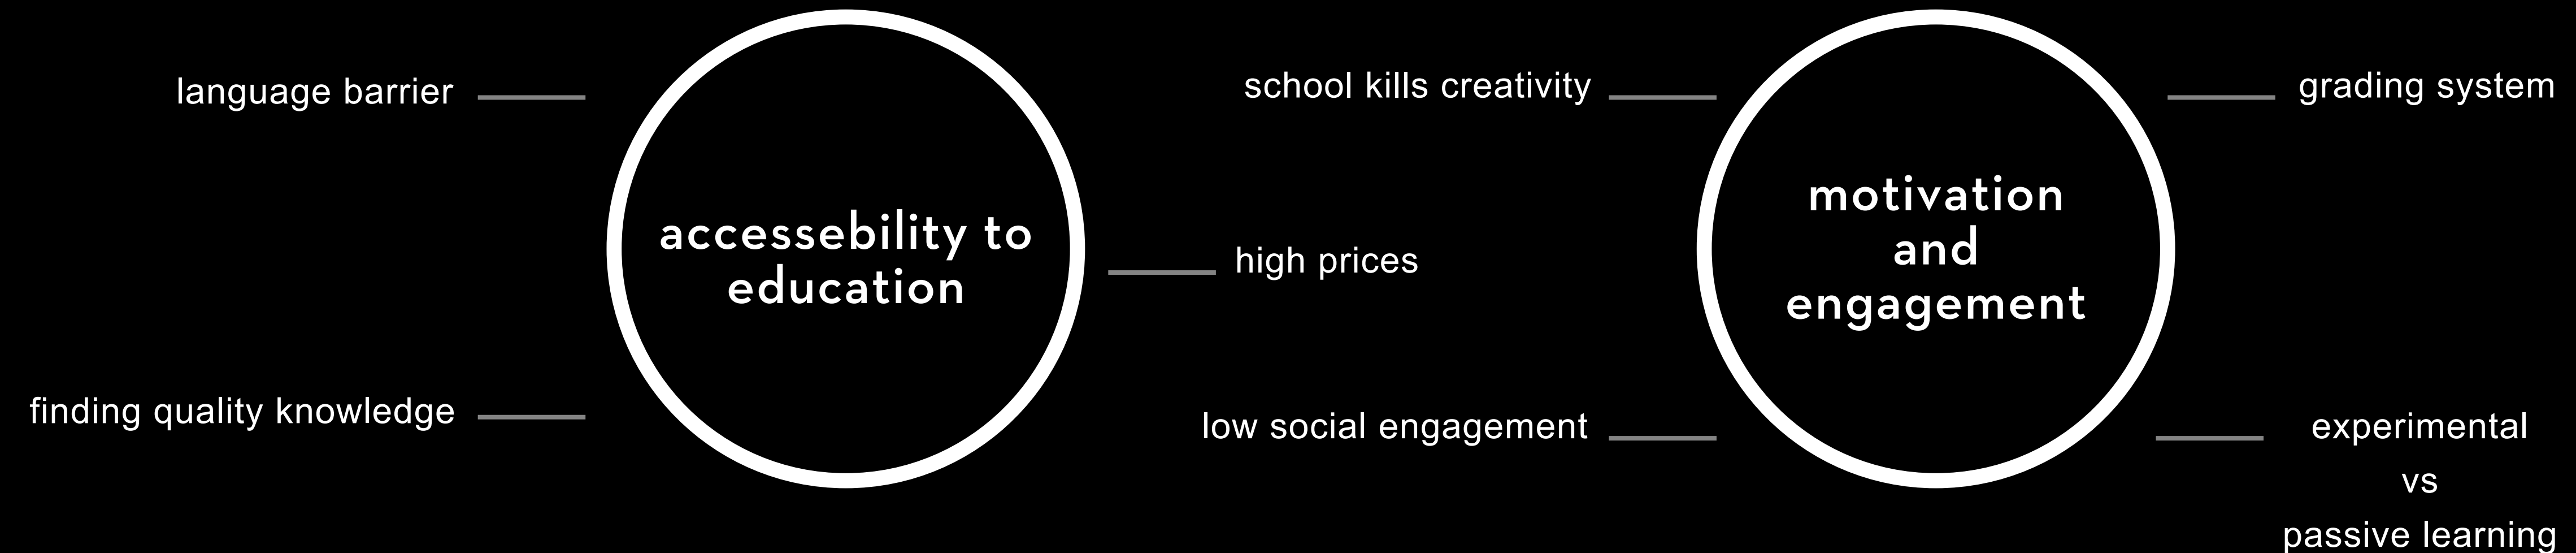 language barrier
finding quality knowledge
accessebility to
education
high prices
school kills creativity
low social engagement
motivation
and
engagement
grading system
experimental
vs
passive learning